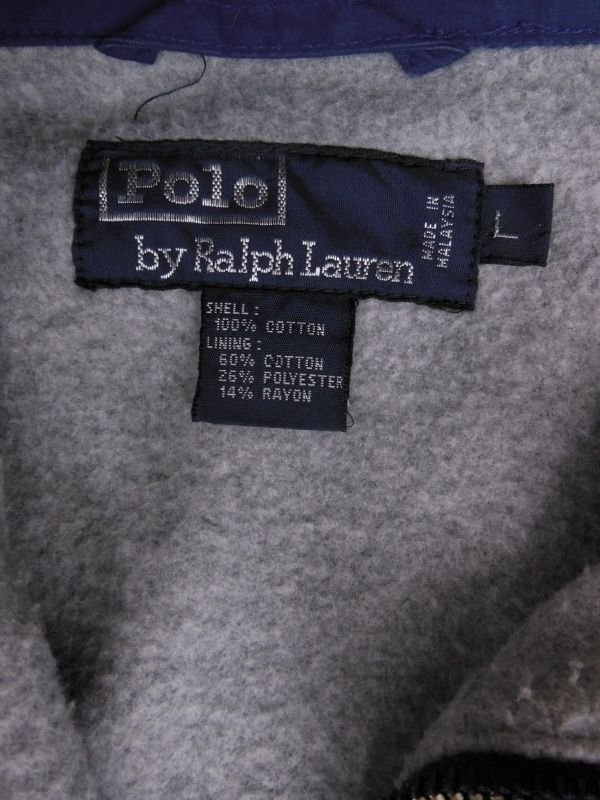 Polo
by Ralph Lauren
MADE IN
MALAYSIA
L
SHELL:
100% COTTON
LINING:
60% COTTON
26% POLYESTER
14% RAYON